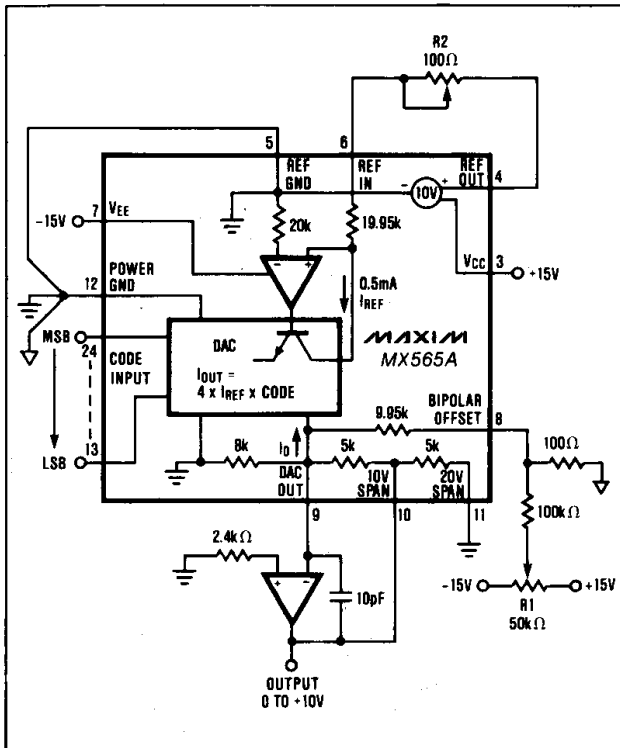 R2
100Ω
5
6
4
REF
GND
REF
IN
REF
OUT
- 10V +
-15V
7
VEE
20k
19.95k
VCC
3
+15V
12
POWER
GND
- +
0.5mA
IREF
MSB
24
CODE
INPUT
DAC
IOUT =
4 x IREF x CODE
MAXIM
MX565A
BIPOLAR
OFFSET
8
9.95k
13
LSB
8k
IO
DAC
OUT
5k
10V
SPAN
5k
20V
SPAN
100Ω
9
10
11
100kΩ
2.4kΩ
+ -
10pF
-15V
+15V
R1
50kΩ
OUTPUT
0 TO +10V